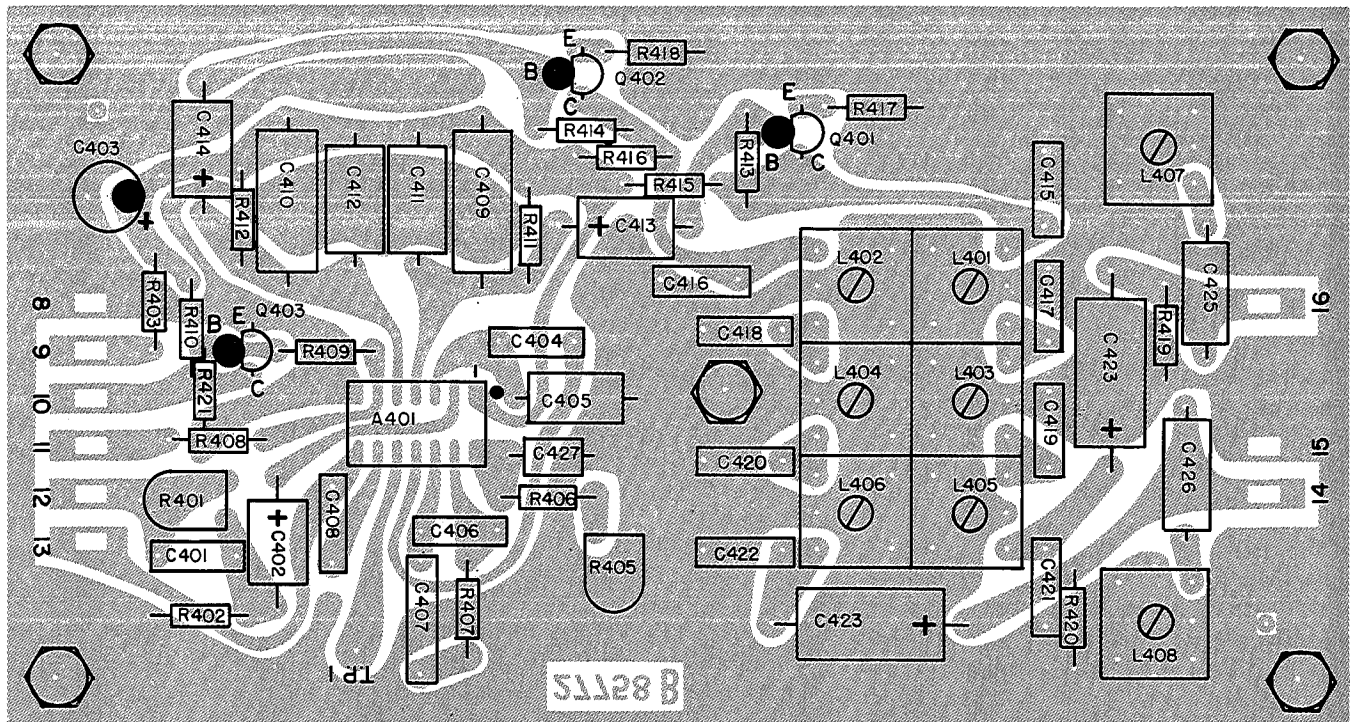 E
R418
B
Q402
C
C414
+
C403
+
R414
R416
R415
E
R417
R413
B
Q401
C
C415
L407
C410
C412
C411
C409
R412
R411
+ C413
C416
L402
L401
C417
C425
16
8
9
10
11
12
13
R403
R410
B
E
Q403
C
R409
R421
R408
C404
C405
A401
C427
R406
C418
L404
L403
C419
C423
+
R419
C426
15
14
R401
C401
+ C402
R402
C408
C406
C407
R407
R405
C420
L406
L405
C422
C423 +
C421
R420
L408
TP1
27758 B